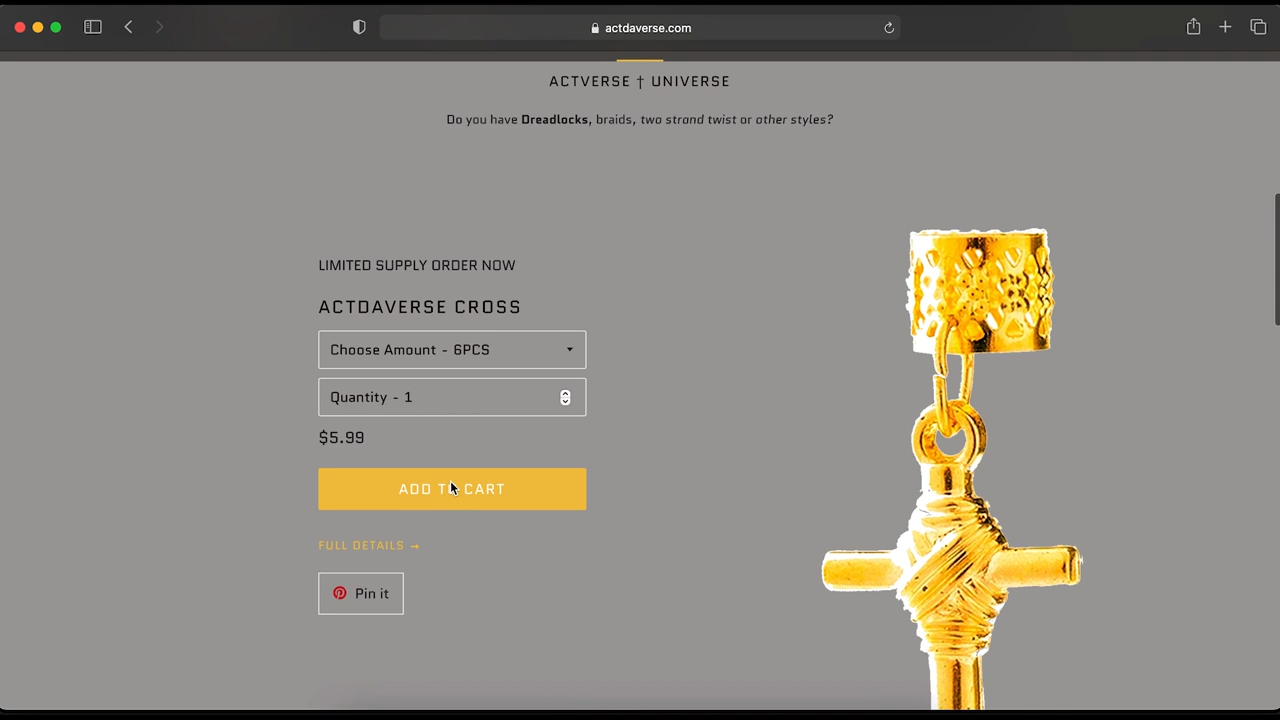 actdaverse.com
ACTVERSE † UNIVERSE
Do you have Dreadlocks, braids, two strand twist or other styles?
LIMITED SUPPLY ORDER NOW
ACTDAVERSE CROSS
Choose Amount - 6PCS
Quantity - 1
$5.99
ADD TO CART
FULL DETAILS →
Pin it